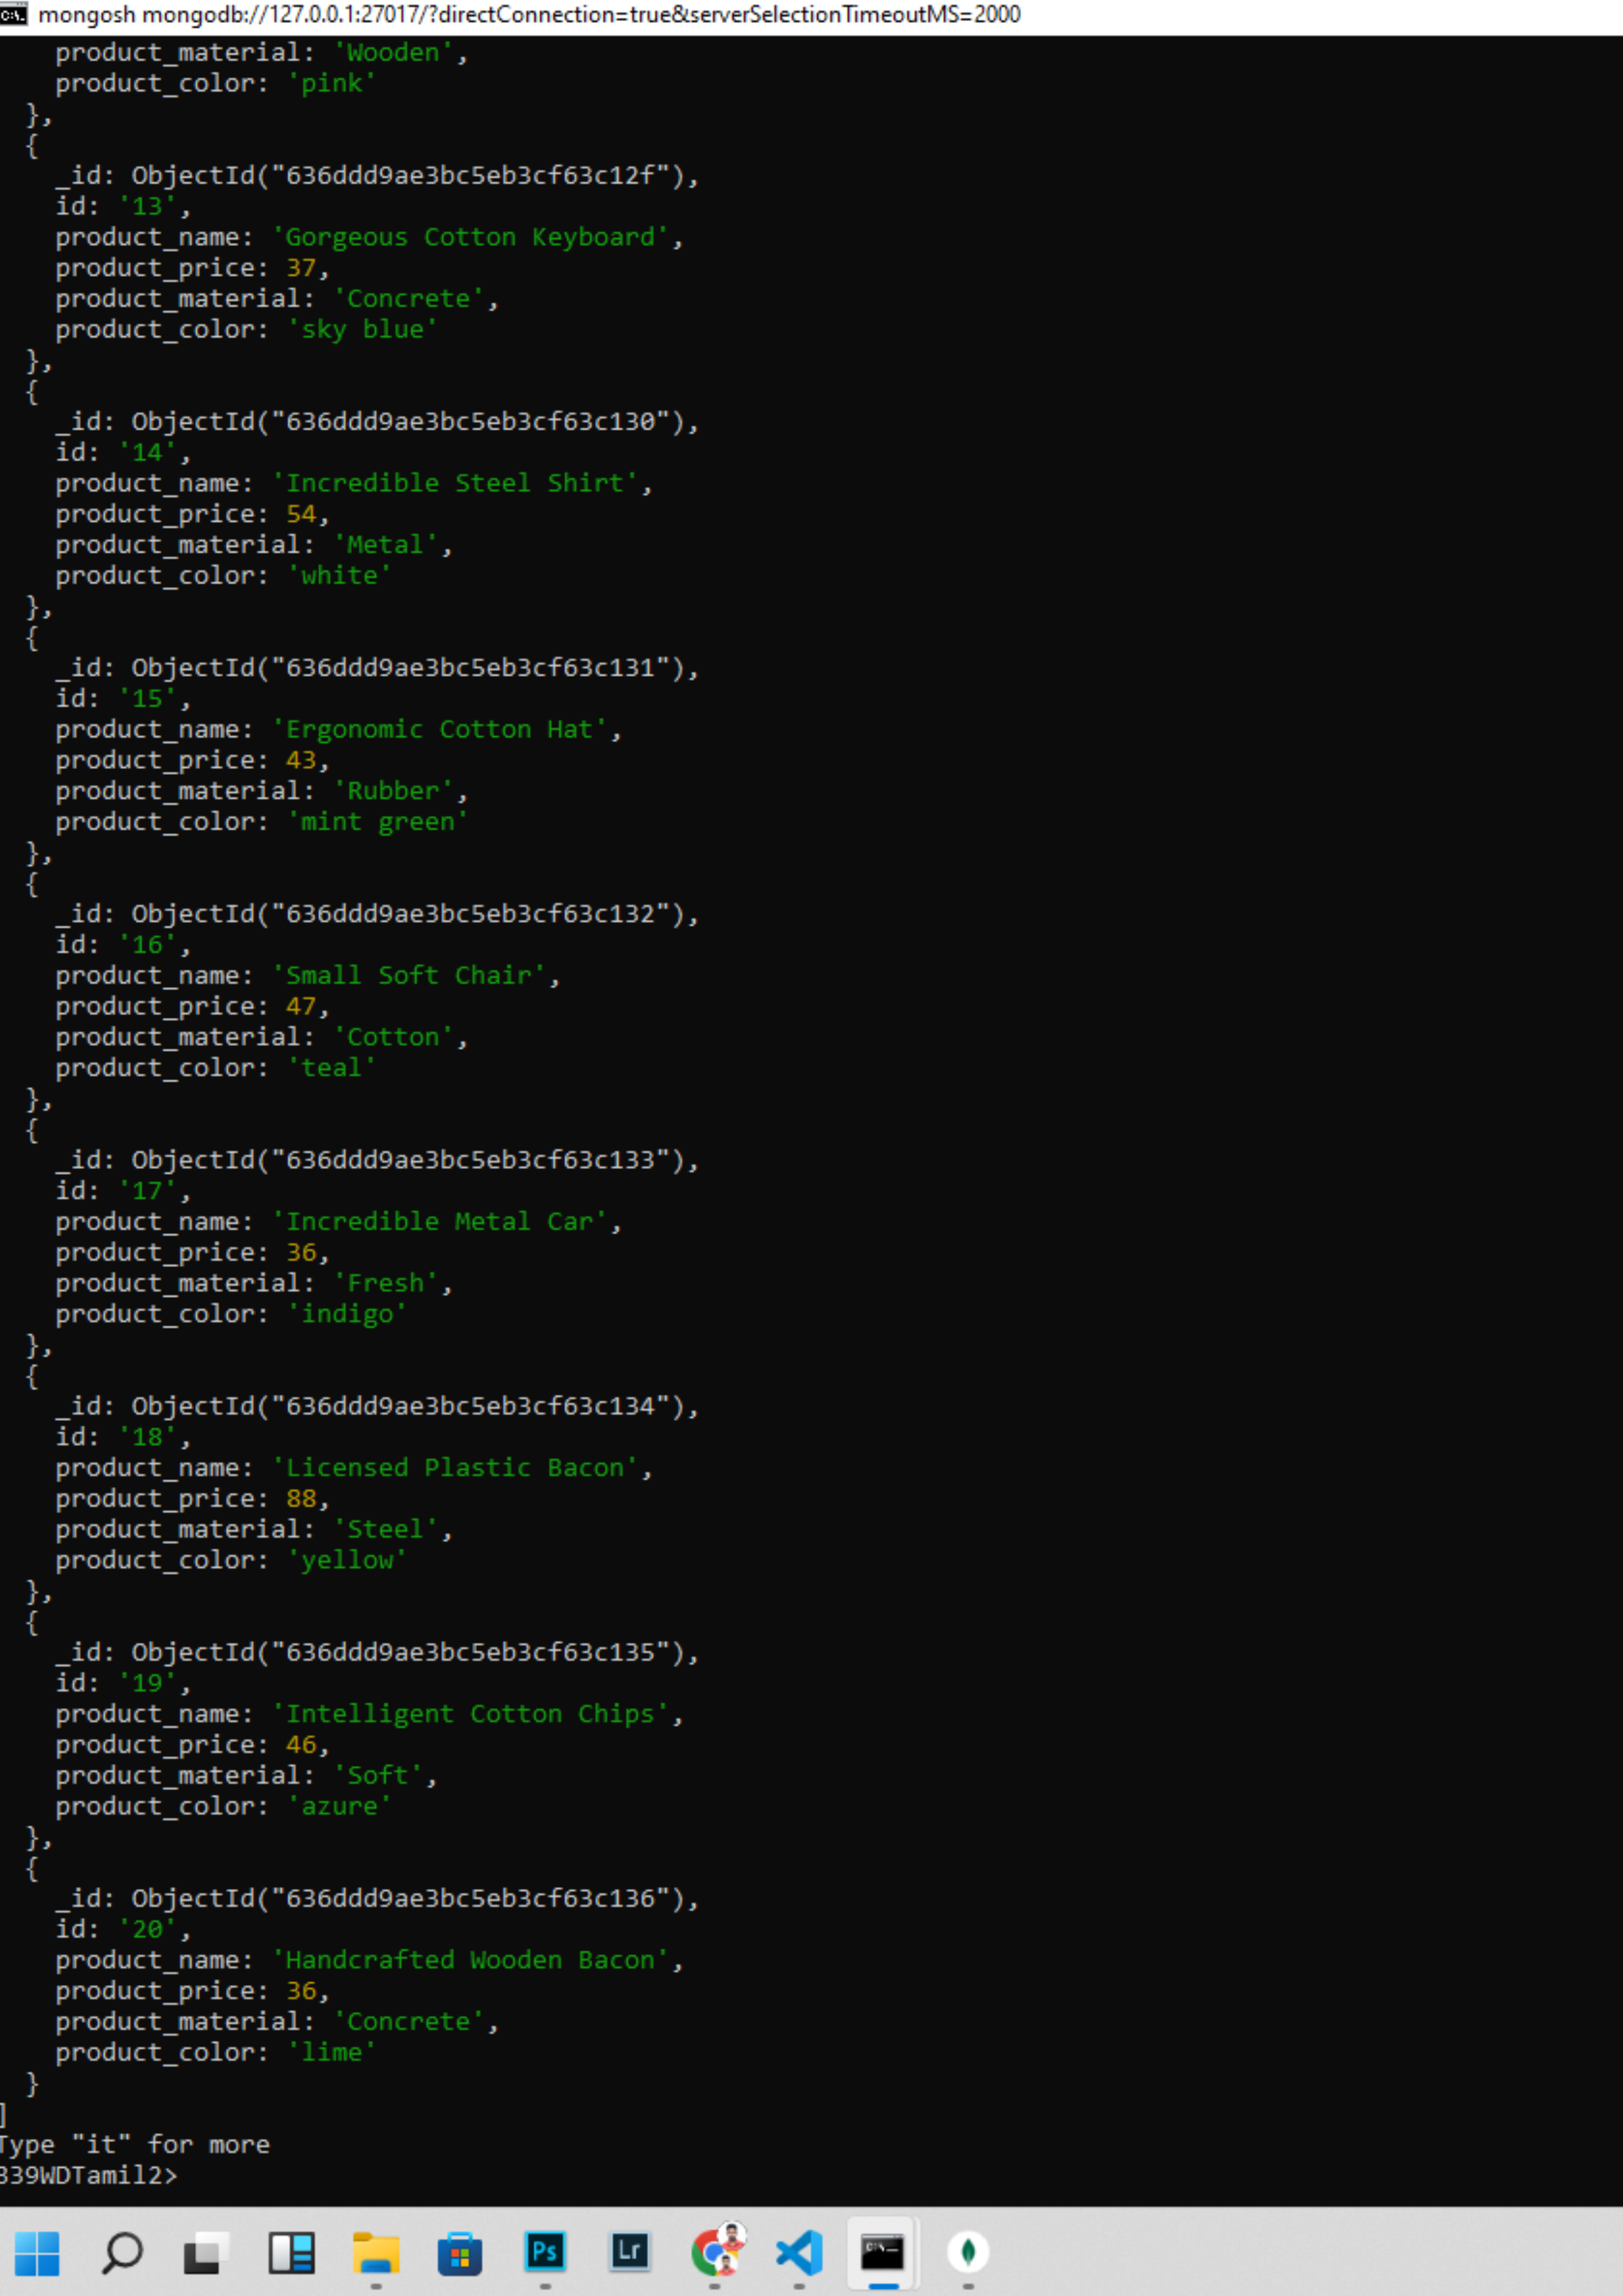 mongosh mongodb://127.0.0.1:27017/?directConnection=true&serverSelectionTimeoutMS=2000
product_material: 'Wooden',
product_color: 'pink'
},
{
_id: ObjectId("636ddd9ae3bc5eb3cf63c12f"),
id: '13',
product_name: 'Gorgeous Cotton Keyboard',
product_price: 37,
product_material: 'Concrete',
product_color: 'sky blue'
},
{
_id: ObjectId("636ddd9ae3bc5eb3cf63c130"),
id: '14',
product_name: 'Incredible Steel Shirt',
product_price: 54,
product_material: 'Metal',
product_color: 'white'
},
{
_id: ObjectId("636ddd9ae3bc5eb3cf63c131"),
id: '15',
product_name: 'Ergonomic Cotton Hat',
product_price: 43,
product_material: 'Rubber',
product_color: 'mint green'
},
{
_id: ObjectId("636ddd9ae3bc5eb3cf63c132"),
id: '16',
product_name: 'Small Soft Chair',
product_price: 47,
product_material: 'Cotton',
product_color: 'teal'
},
{
_id: ObjectId("636ddd9ae3bc5eb3cf63c133"),
id: '17',
product_name: 'Incredible Metal Car',
product_price: 36,
product_material: 'Fresh',
product_color: 'indigo'
},
{
_id: ObjectId("636ddd9ae3bc5eb3cf63c134"),
id: '18',
product_name: 'Licensed Plastic Bacon',
product_price: 88,
product_material: 'Steel',
product_color: 'yellow'
},
{
_id: ObjectId("636ddd9ae3bc5eb3cf63c135"),
id: '19',
product_name: 'Intelligent Cotton Chips',
product_price: 46,
product_material: 'Soft',
product_color: 'azure'
},
{
_id: ObjectId("636ddd9ae3bc5eb3cf63c136"),
id: '20',
product_name: 'Handcrafted Wooden Bacon',
product_price: 36,
product_material: 'Concrete',
product_color: 'lime'
}
]
Type "it" for more
B39WDTamil2>
Ps
Lr